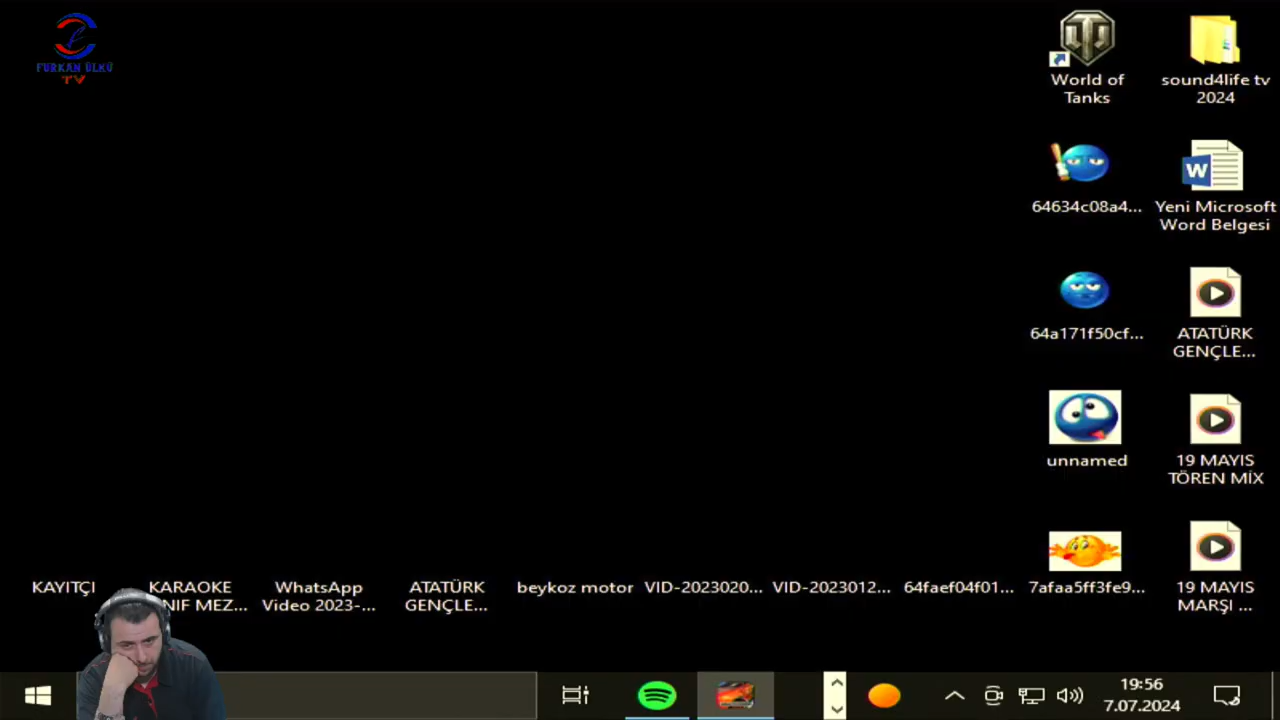 FURKAN ÜLKÜ
TV
World of
Tanks
sound4life tv
2024
64634c08a4...
Yeni Microsoft
Word Belgesi
64a171f50cf...
ATATÜRK
GENÇLE...
unnamed
19 MAYIS
TÖREN MİX
KAYITÇI
KARAOKE
NIF MEZ...
WhatsApp
Video 2023-...
ATATÜRK
GENÇLE...
beykoz motor
VID-2023020...
VID-2023012...
64faef04f01...
7afaa5ff3fe9...
19 MAYIS
MARŞI ...
19:56
7.07.2024